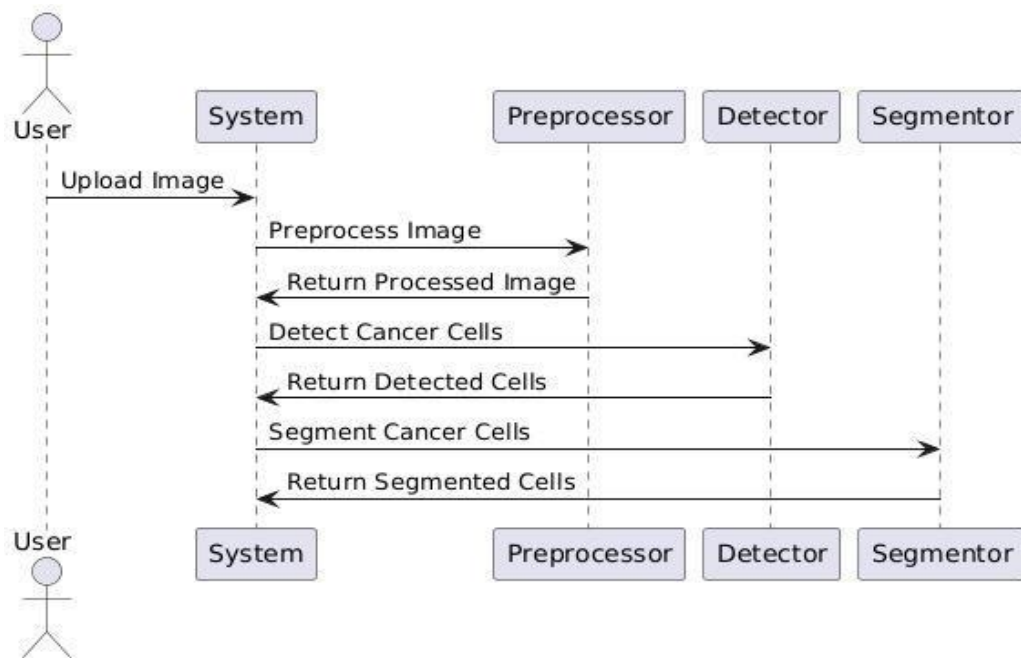 User
System
Preprocessor
Detector
Segmentor
Upload Image
Preprocess Image
Return Processed Image
Detect Cancer Cells
Return Detected Cells
Segment Cancer Cells
Return Segmented Cells
User
System
Preprocessor
Detector
Segmentor